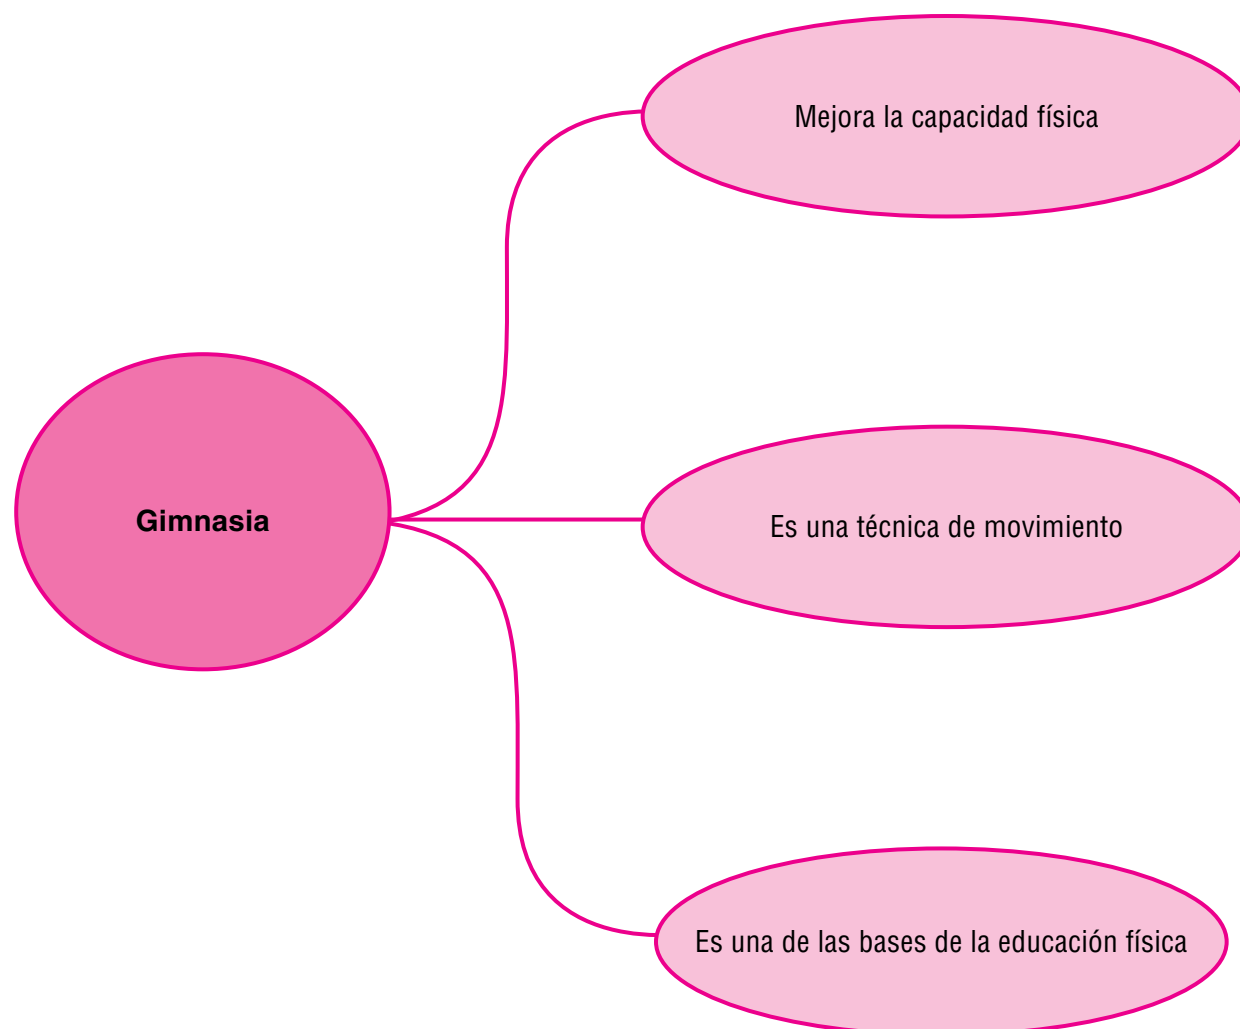 Mejora la capacidad física
Gimnasia
Es una técnica de movimiento
Es una de las bases de la educación física